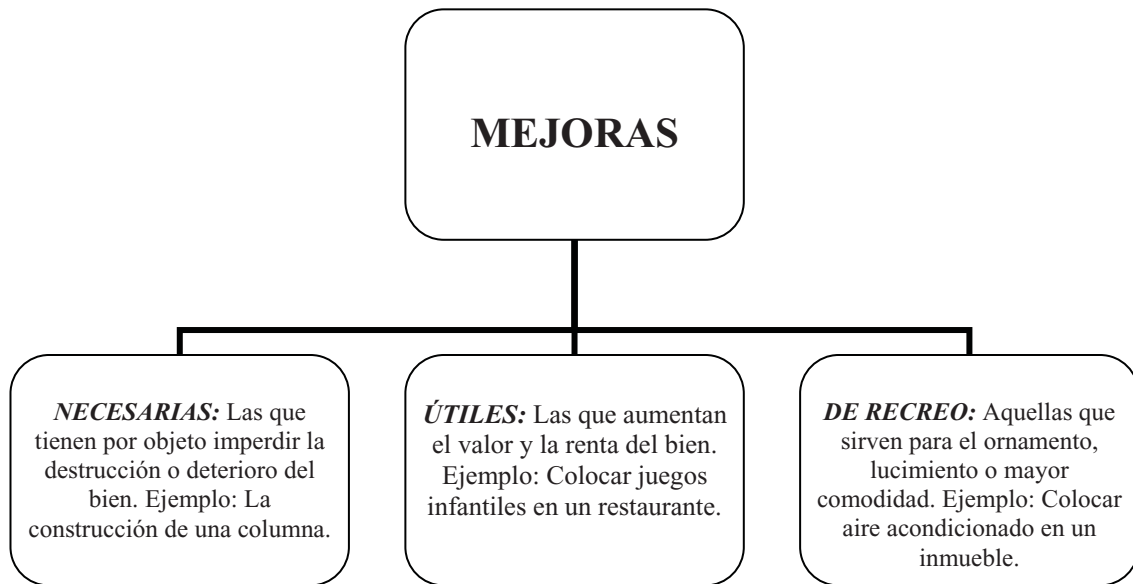 MEJORAS
NECESARIAS: Las que
tienen por objeto imperdir la
destrucción o deterioro del
bien. Ejemplo: La
construcción de una columna.
ÚTILES: Las que aumentan
el valor y la renta del bien.
Ejemplo: Colocar juegos
infantiles en un restaurante.
DE RECREO: Aquellas que
sirven para el ornamento,
lucimiento o mayor
comodidad. Ejemplo: Colocar
aire acondicionado en un
inmueble.